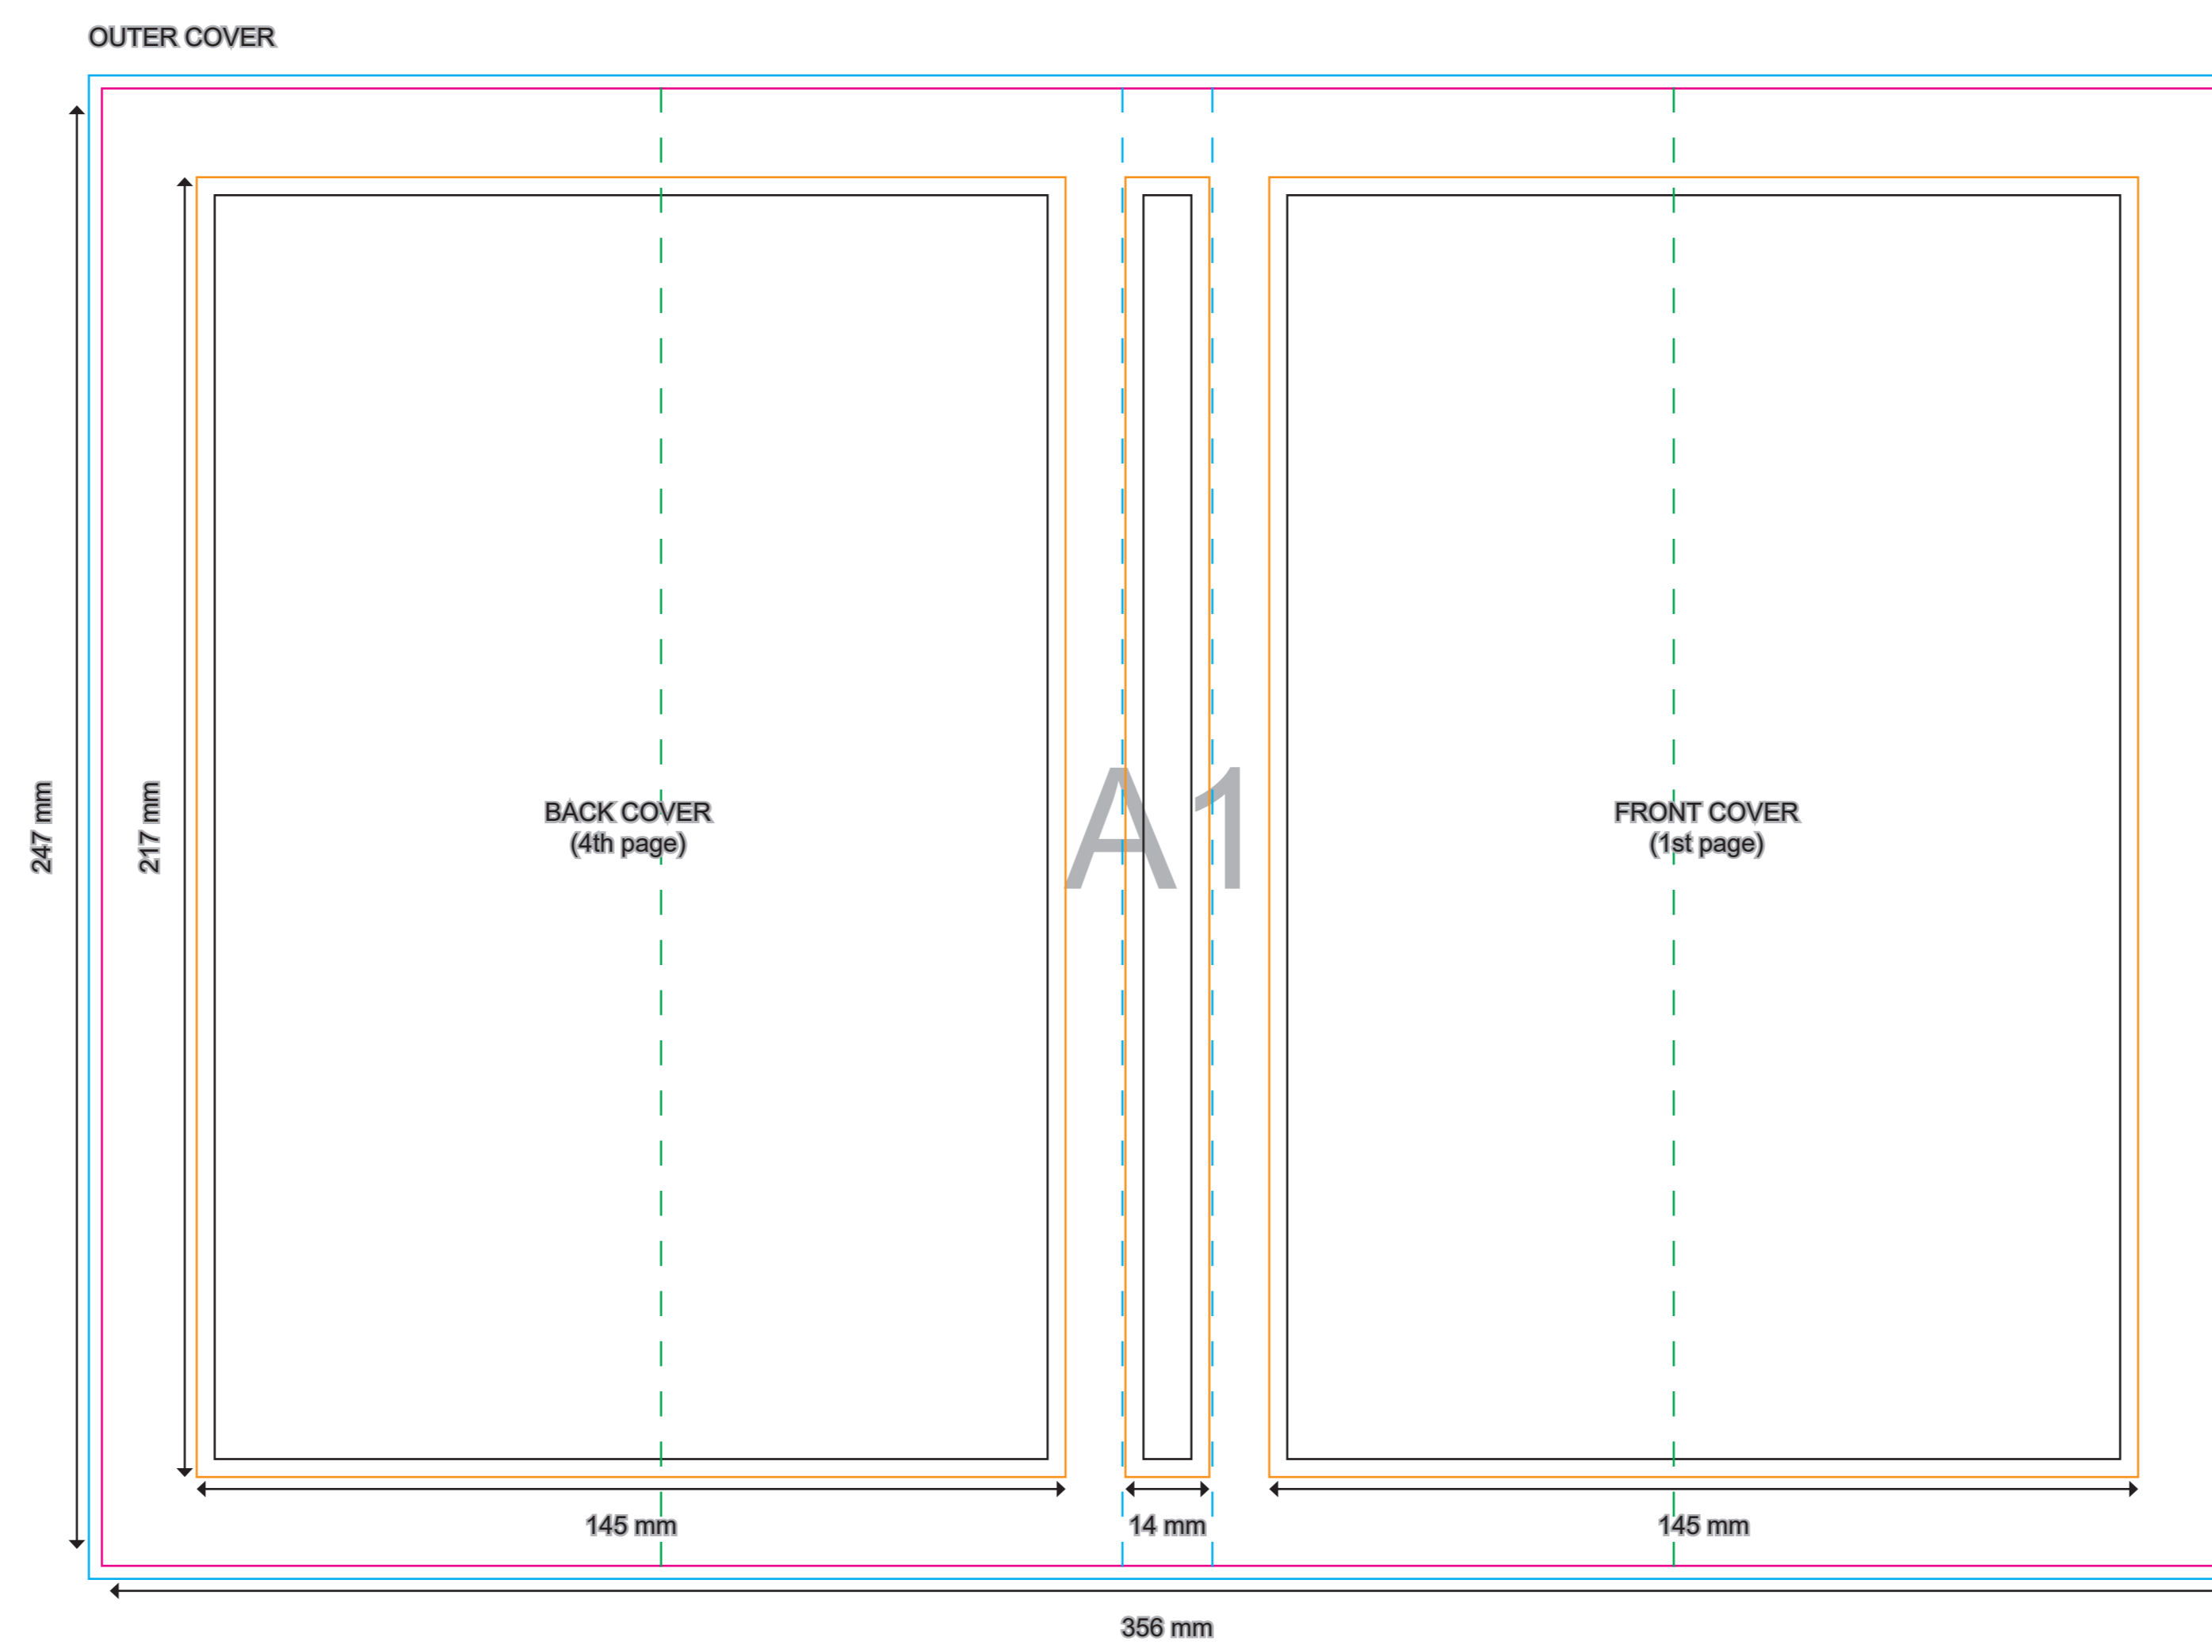 OUTER COVER
247 mm
217 mm
BACK COVER
(4th page)
A1
FRONT COVER
(1st page)
145 mm
14 mm
145 mm
356 mm